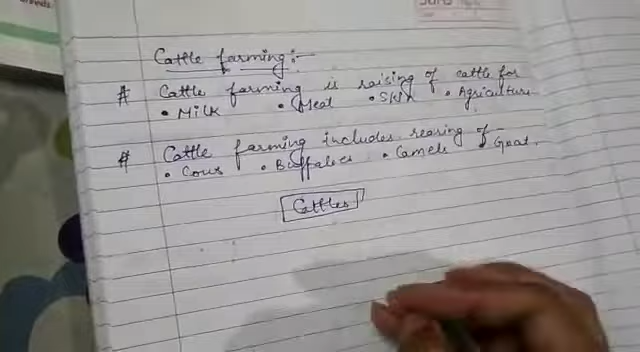 Cattle farming:-
# Cattle farming is raising of cattle for
• Milk • Meat • Skin • Agriculture
# Cattle farming includes rearing of
• Cows • Buffaloes • Camels • Goat.
Cattles